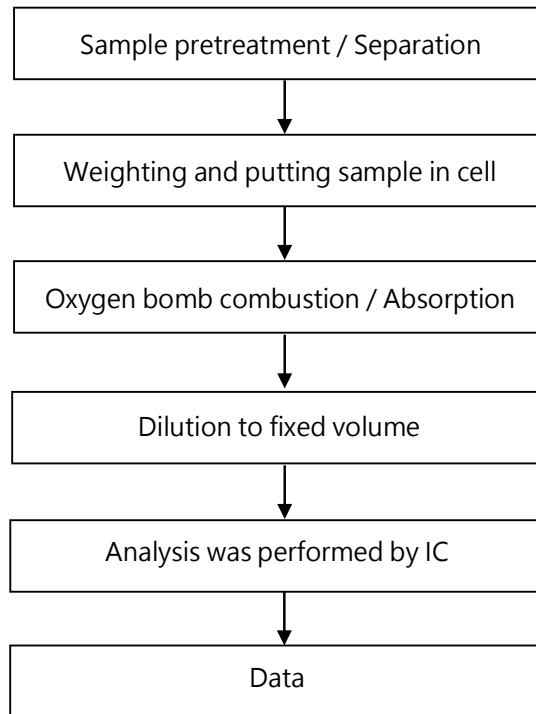 Sample pretreatment / Separation
Weighting and putting sample in cell
Oxygen bomb combustion / Absorption
Dilution to fixed volume
Analysis was performed by IC
Data